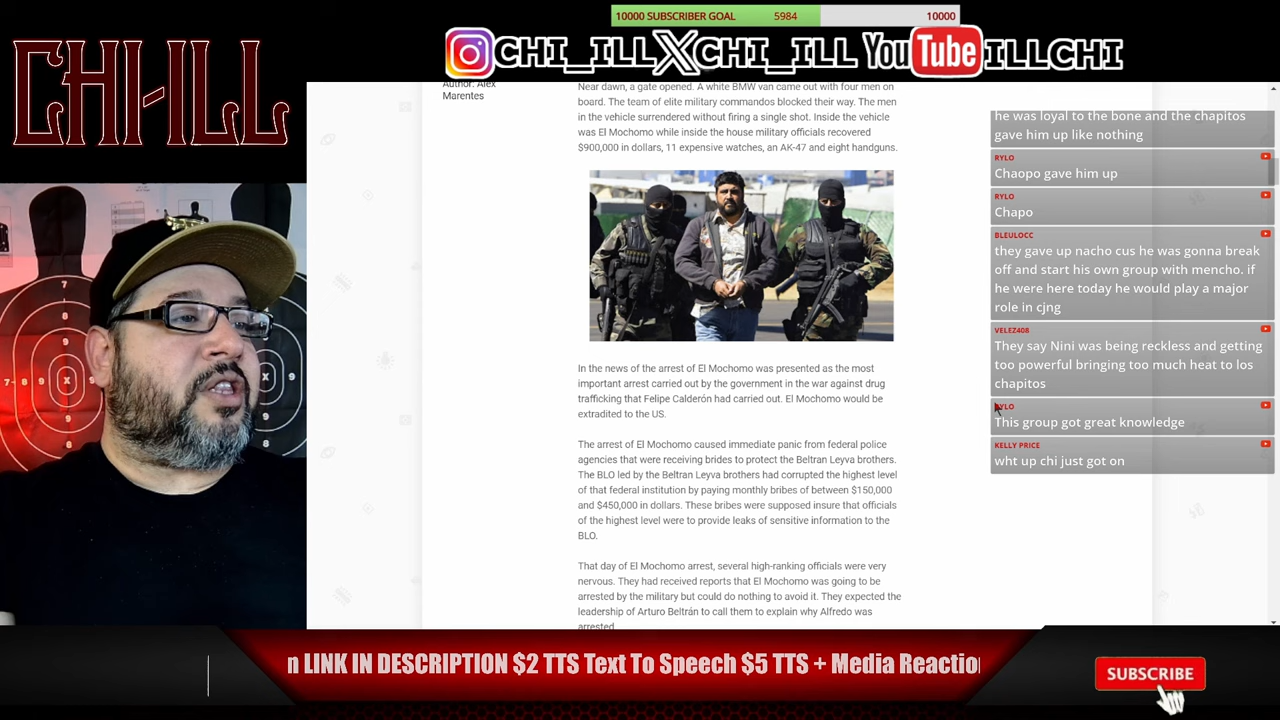 10000 SUBSCRIBER GOAL 5984 10000
CHI-ILL
CHI_ILL CHI_ILL YouTube ILLCHI
Author: Alex
Marentes
Near dawn, a gate opened. A white BMW van came out with four men on
board. The team of elite military commandos blocked their way. The men
in the vehicle surrendered without firing a single shot. Inside the vehicle
was El Mochomo while inside the house military officials recovered
$900,000 in dollars, 11 expensive watches, an AK-47 and eight handguns.
In the news of the arrest of El Mochomo was presented as the most
important arrest carried out by the government in the war against drug
trafficking that Felipe Calderón had carried out. El Mochomo would be
extradited to the US.
The arrest of El Mochomo caused immediate panic from federal police
agencies that were receiving brides to protect the Beltran Leyva brothers.
The BLO led by the Beltran Leyva brothers had corrupted the highest level
of that federal institution by paying monthly bribes of between $150,000
and $450,000 in dollars. These bribes were supposed insure that officials
of the highest level were to provide leaks of sensitive information to the
BLO.
That day of El Mochomo arrest, several high-ranking officials were very
nervous. They had received reports that El Mochomo was going to be
arrested by the military but could do nothing to avoid it. They expected the
leadership of Arturo Beltrán to call them to explain why Alfredo was
arrested
he was loyal to the bone and the chapitos
gave him up like nothing
RYLO
Chaopo gave him up
RYLO
Chapo
BLEULOCC
they gave up nacho cus he was gonna break
off and start his own group with mencho. if
he were here today he would play a major
role in cjng
VELEZ408
They say Nini was being reckless and getting
too powerful bringing too much heat to los
chapitos
RYLO
This group got great knowledge
KELLY PRICE
wht up chi just got on
7
8
9
7 8 X 9
9
n LINK IN DESCRIPTION $2 TTS Text To Speech $5 TTS + Media Reactio
SUBSCRIBE